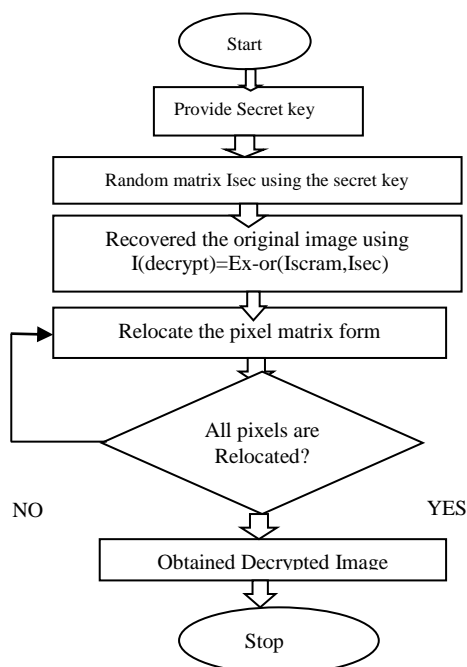 Start
Provide Secret key
Random matrix Isec using the secret key
Recovered the original image using
I(decrypt)=Ex-or(Iscram,Isec)
Relocate the pixel matrix form
All pixels are
Relocated?
NO
YES
Obtained Decrypted Image
Stop